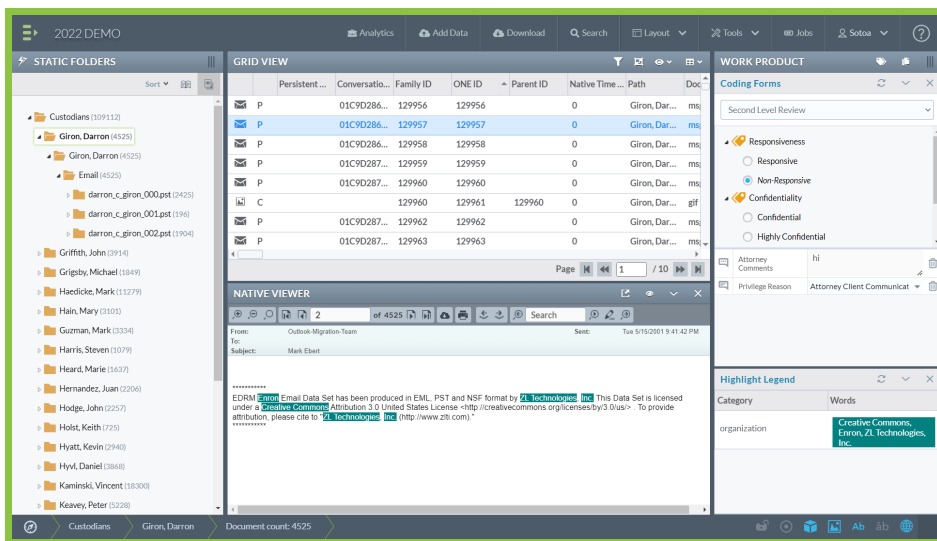 2022 DEMO
Analytics
Add Data
Download
Search
Layout
Tools
Jobs
Sotoa
?
STATIC FOLDERS
Sort
Custodians (109112)
Giron, Darron (4525)
Giron, Darron (4525)
Email (4525)
darron_c_giron_000.pst (2425)
darron_c_giron_001.pst (196)
darron_c_giron_002.pst (1904)
Griffith, John (3914)
Grigsby, Michael (1849)
Haedicke, Mark (11279)
Hain, Mary (3101)
Guzman, Mark (3334)
Harris, Steven (1079)
Heard, Marie (1637)
Hernandez, Juan (2206)
Hodge, John (2257)
Holst, Keith (725)
Hyatt, Kevin (2940)
Hyvl, Daniel (3868)
Kaminski, Vincent (18300)
Keavey, Peter (5228)
GRID VIEW
Persistent ... Conversatio... Family ID ONE ID Parent ID Native Time ... Path Doc
P 01C9D286... 129956 129956 0 Giron, Dar... ms
P 01C9D286... 129957 129957 0 Giron, Dar... ms
P 01C9D286... 129958 129958 0 Giron, Dar... ms
P 01C9D287... 129959 129959 0 Giron, Dar... ms
P 01C9D287... 129960 129960 0 Giron, Dar... ms
C 129960 129961 129960 0 Giron, Dar... gif
P 01C9D287... 129962 129962 0 Giron, Dar... ms
P 01C9D287... 129963 129963 0 Giron, Dar... ms
Page 1 / 10
NATIVE VIEWER
2 of 4525 Search
From: Outlook-Migration-Team Sent: Tue 5/15/2001 9:41:42 PM
To:
Subject: Mark Ebert
***********
EDRM Enron Email Data Set has been produced in EML, PST and NSF format by ZL Technologies, Inc. This Data Set is licensed
under a Creative Commons Attribution 3.0 United States License <http://creativecommons.org/licenses/by/3.0/us/> . To provide
attribution, please cite to "ZL Technologies, Inc. (http://www.zlti.com)."
***********
WORK PRODUCT
Coding Forms
Second Level Review
Responsiveness
Responsive
Non-Responsive
Confidentiality
Confidential
Highly Confidential
Attorney
Comments
hi
Privilege Reason Attorney Client Communicat
Highlight Legend
Category Words
organization
Creative Commons,
Enron, ZL Technologies,
Inc.
Custodians
Giron, Darron
Document count: 4525
Ab
āb